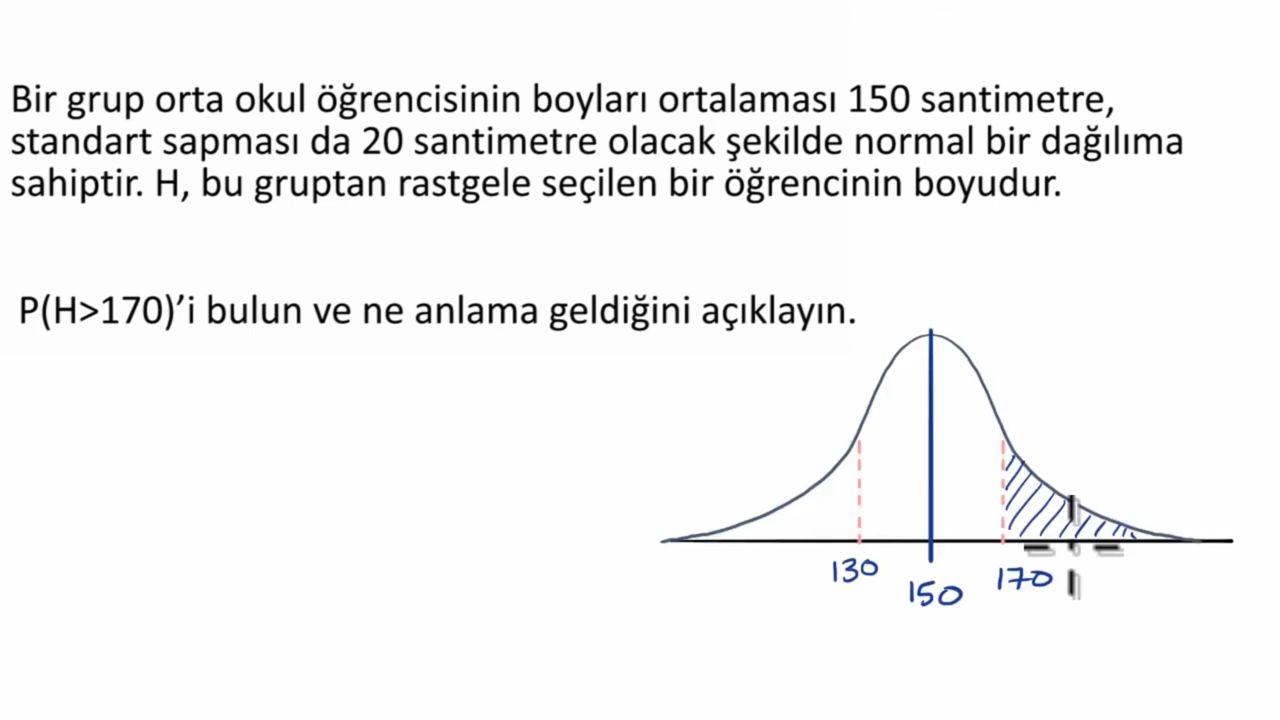 Bir grup orta okul öğrencisinin boyları ortalaması 150 santimetre,
standart sapması da 20 santimetre olacak şekilde normal bir dağılıma
sahiptir. H, bu gruptan rastgele seçilen bir öğrencinin boyudur.
P(H>170)’i bulun ve ne anlama geldiğini açıklayın.
130
150
170